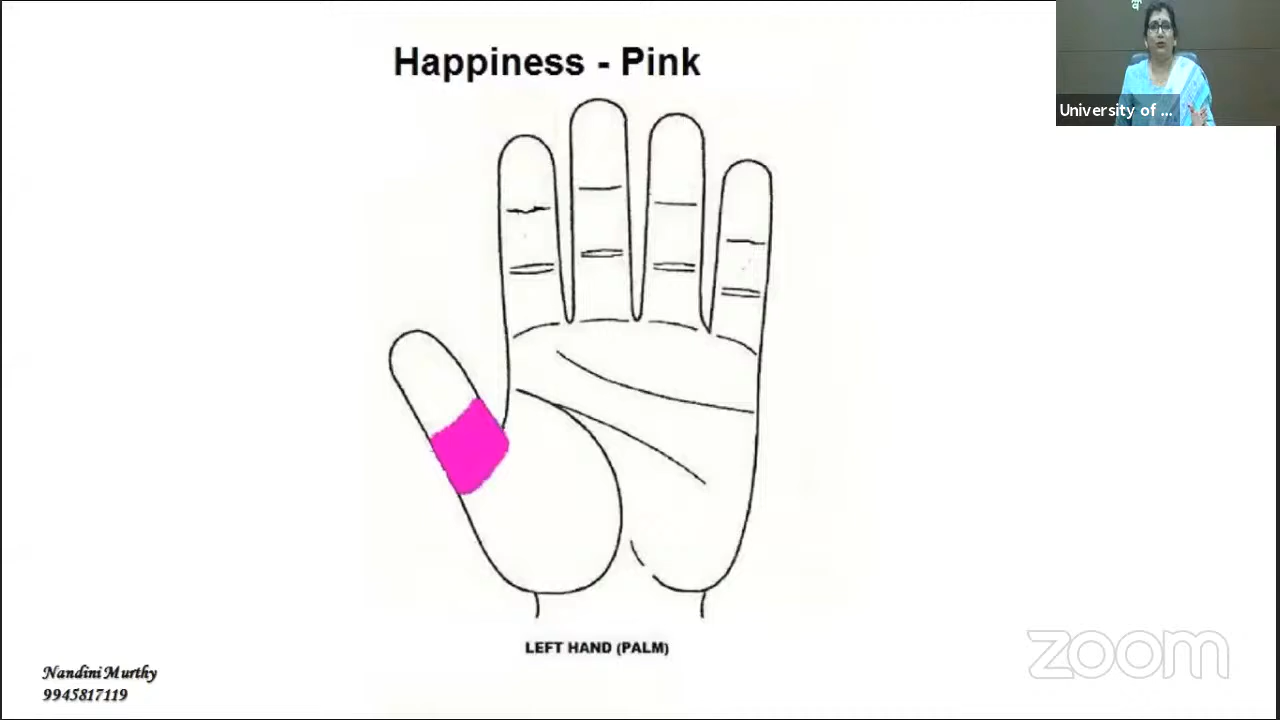 Happiness - Pink
University of ...
LEFT HAND (PALM)
Nandini Murthy
9945817119
zoom